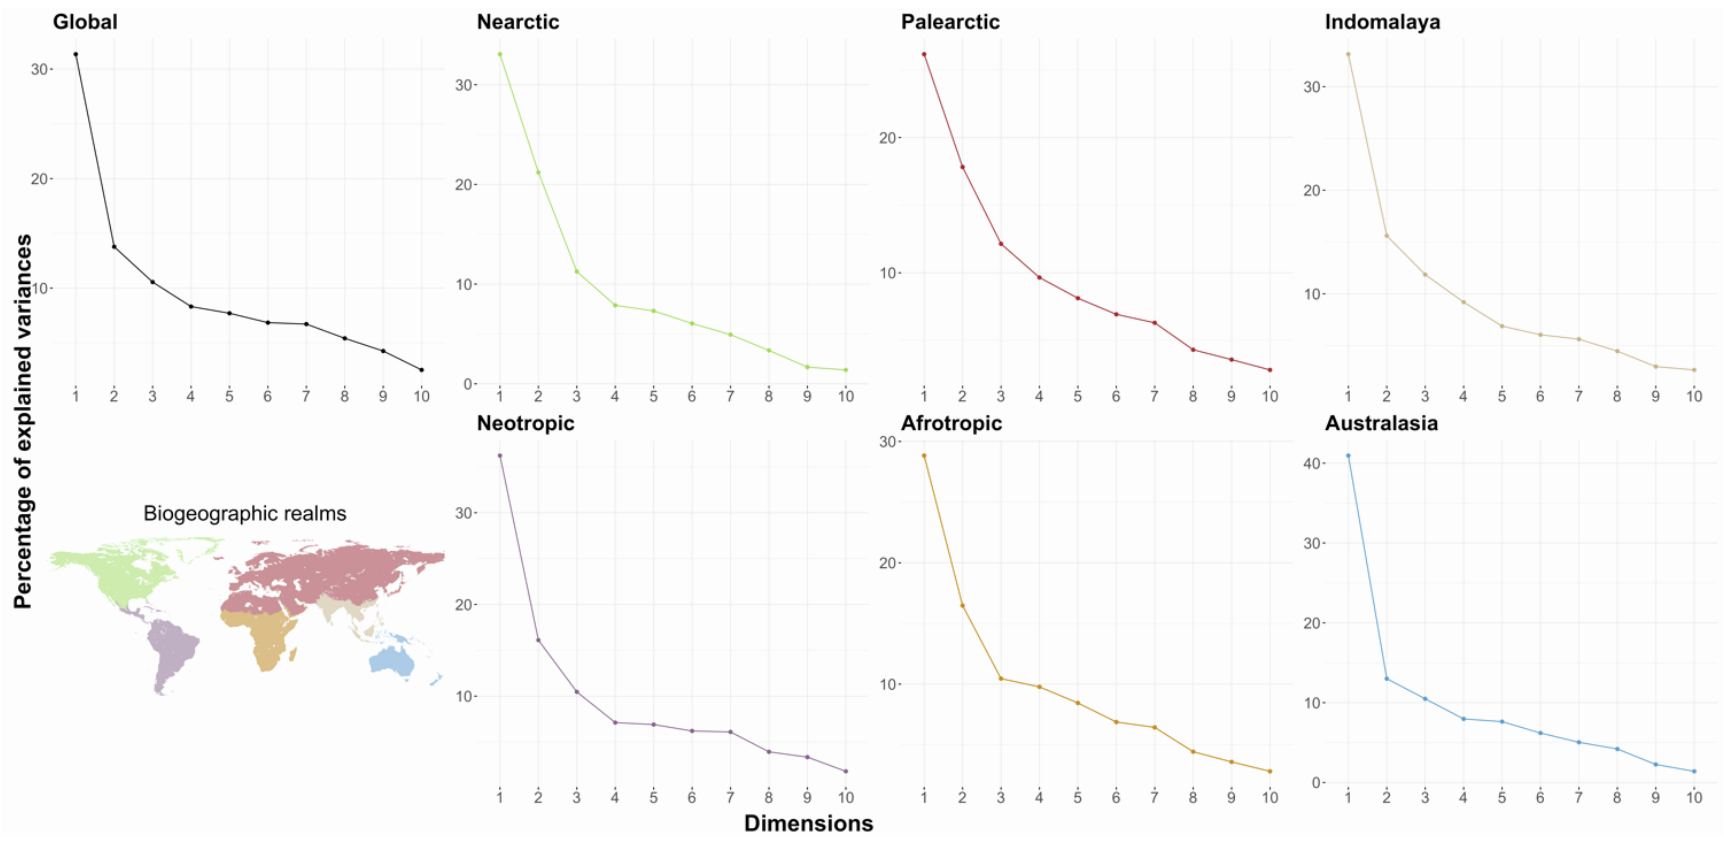 Global
Nearctic
Palearctic
Indomalaya
30
20
10
1 2 3 4 5 6 7 8 9 10
30
20
10
0
1 2 3 4 5 6 7 8 9 10
20
10
1 2 3 4 5 6 7 8 9 10
30
20
10
1 2 3 4 5 6 7 8 9 10
Percentage of explained variances
Biogeographic realms
Neotropic
Afrotropic
Australasia
30
20
10
1 2 3 4 5 6 7 8 9 10
30
20
10
1 2 3 4 5 6 7 8 9 10
40
30
20
10
0
1 2 3 4 5 6 7 8 9 10
Dimensions